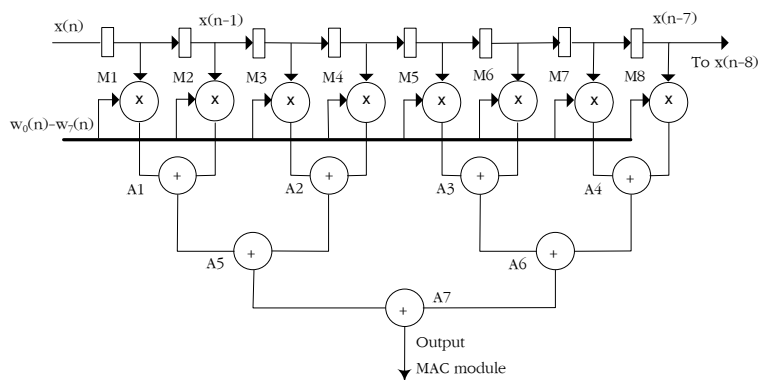 x(n) x(n-1) x(n-7)
To x(n-8)
M1 M2 M3 M4 M5 M6 M7 M8
x x x x x x x x
w₀(n)-w₇(n)
A1 + A2 + A3 + A4 +
A5 + A6 +
+ A7
Output
MAC module